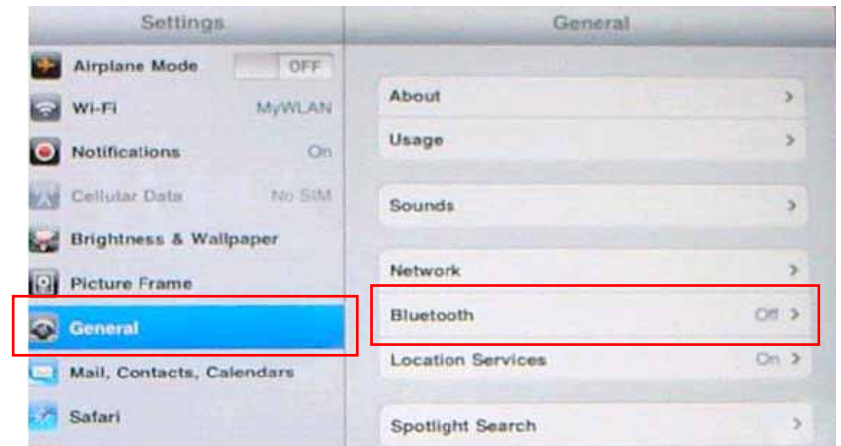 Settings
General
Airplane Mode OFF
Wi-Fi MyWLAN
Notifications On
Cellular Data No SIM
Brightness & Wallpaper
Picture Frame
General
Mail, Contacts, Calendars
Safari
About
Usage
Sounds
Network
Bluetooth Off
Location Services On
Spotlight Search